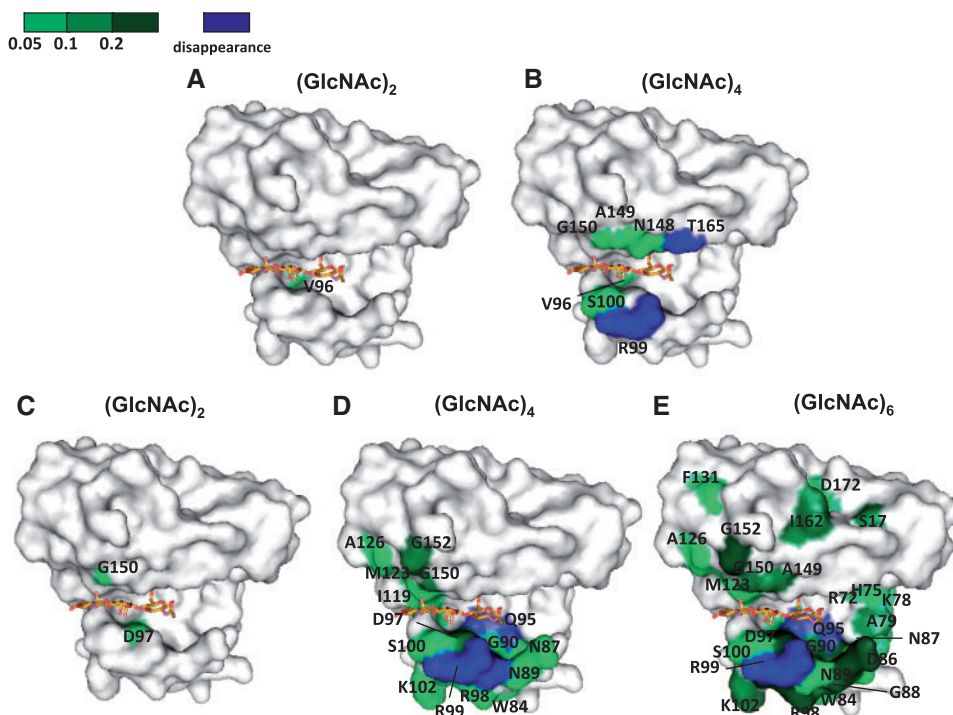 0.05 0.1 0.2
disappearance
A (GlcNAc)2
V96
B (GlcNAc)4
A149
G150 N148 T165
V96 S100
R99
C (GlcNAc)2
G150
D97
D (GlcNAc)4
A126 G152
M123 G150
I119
D97 Q95
S100 G90 N87
N89
K102 R98
R99 W84
E (GlcNAc)6
F131 D172
I162 S17
G152
A126
G150 A149
M123
R72 H75 K78
A79
D97 Q95
S100 G90 N87
R99 D86
N89
G88
K102 W84
R98